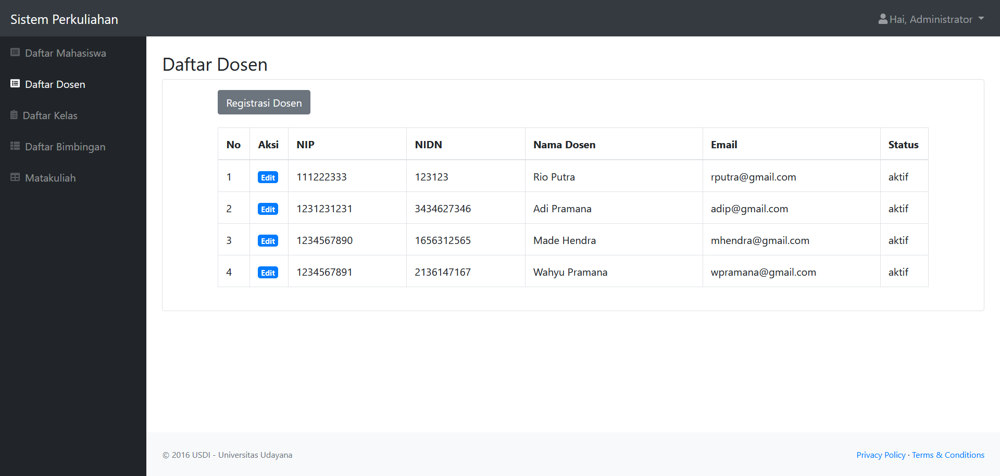 Sistem Perkuliahan
Hai, Administrator
Daftar Mahasiswa
Daftar Dosen
Daftar Kelas
Daftar Bimbingan
Matakuliah
Daftar Dosen
Registrasi Dosen
No Aksi NIP NIDN Nama Dosen Email Status
1 Edit 111222333 123123 Rio Putra rputra@gmail.com aktif
2 Edit 1231231231 3434627346 Adi Pramana adip@gmail.com aktif
3 Edit 1234567890 1656312565 Made Hendra mhendra@gmail.com aktif
4 Edit 1234567891 2136147167 Wahyu Pramana wpramana@gmail.com aktif
© 2016 USDI - Universitas Udayana
Privacy Policy · Terms & Conditions